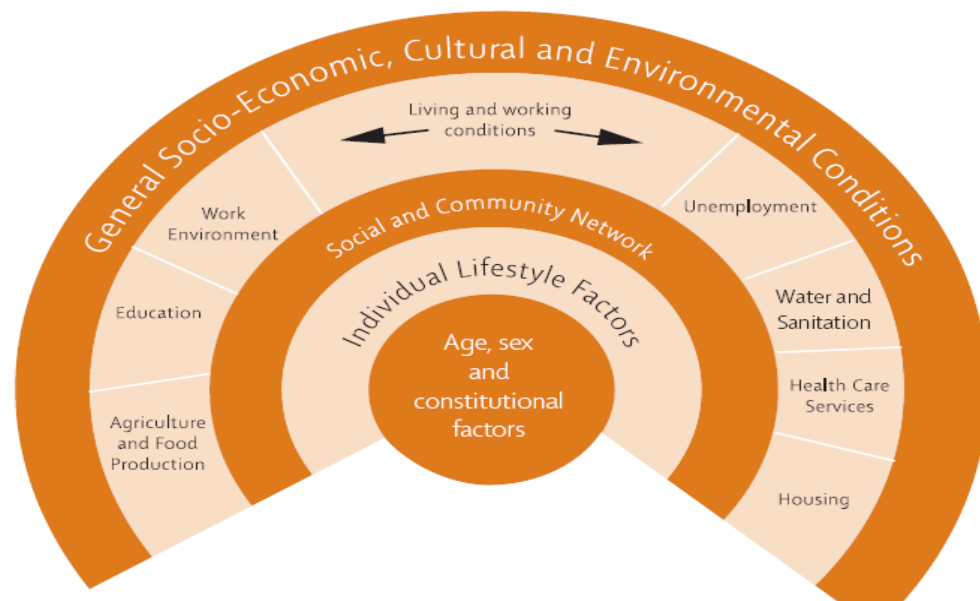 General Socio-Economic, Cultural and Environmental Conditions
Living and working
conditions
Work
Environment
Unemployment
Social and Community Network
Individual Lifestyle Factors
Education
Water and
Sanitation
Age, sex
and
constitutional
factors
Health Care
Services
Agriculture
and Food
Production
Housing